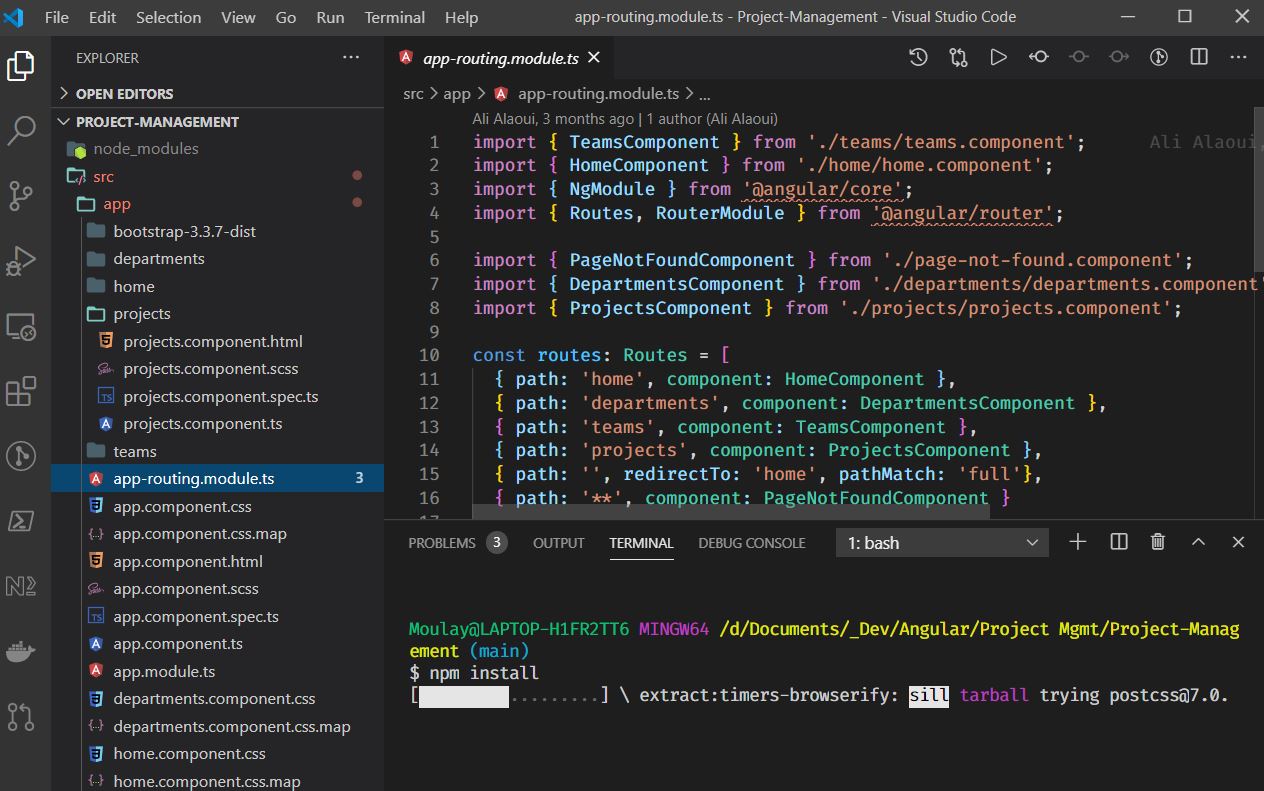 File Edit Selection View Go Run Terminal Help app-routing.module.ts - Project-Management - Visual Studio Code
EXPLORER
OPEN EDITORS
PROJECT-MANAGEMENT
node_modules
src
app
bootstrap-3.3.7-dist
departments
home
projects
projects.component.html
projects.component.scss
projects.component.spec.ts
projects.component.ts
teams
app-routing.module.ts 3
app.component.css
app.component.css.map
app.component.html
app.component.scss
app.component.spec.ts
app.component.ts
app.module.ts
departments.component.css
departments.component.css.map
home.component.css
home.component.css.map
app-routing.module.ts
src > app > app-routing.module.ts > ...
Ali Alaoui, 3 months ago | 1 author (Ali Alaoui)
1 import { TeamsComponent } from './teams/teams.component'; Ali Alaoui,
2 import { HomeComponent } from './home/home.component';
3 import { NgModule } from '@angular/core';
4 import { Routes, RouterModule } from '@angular/router';
5
6 import { PageNotFoundComponent } from './page-not-found.component';
7 import { DepartmentsComponent } from './departments/departments.component'
8 import { ProjectsComponent } from './projects/projects.component';
9
10 const routes: Routes = [
11 { path: 'home', component: HomeComponent },
12 { path: 'departments', component: DepartmentsComponent },
13 { path: 'teams', component: TeamsComponent },
14 { path: 'projects', component: ProjectsComponent },
15 { path: '', redirectTo: 'home', pathMatch: 'full'},
16 { path: '**', component: PageNotFoundComponent }
17
PROBLEMS 3 OUTPUT TERMINAL DEBUG CONSOLE 1: bash
Moulay@LAPTOP-H1FR2TT6 MINGW64 /d/Documents/_Dev/Angular/Project Mgmt/Project-Manag
ement (main)
$ npm install
[ .........] \ extract:timers-browserify: sill tarball trying postcss@7.0.